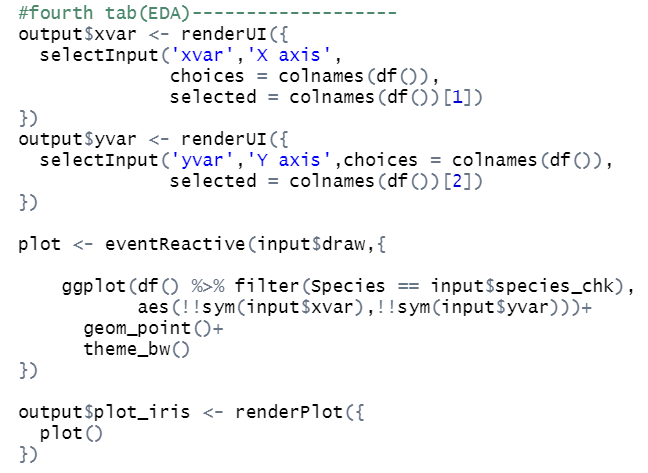 #fourth tab(EDA)-------------------
output$xvar <- renderUI({
  selectInput('xvar','X axis',
              choices = colnames(df()),
              selected = colnames(df())[1])
})
output$yvar <- renderUI({
  selectInput('yvar','Y axis',choices = colnames(df()),
              selected = colnames(df())[2])
})

plot <- eventReactive(input$draw,{

    ggplot(df() %>% filter(Species == input$species_chk),
           aes(!!sym(input$xvar),!!sym(input$yvar)))+
      geom_point()+
      theme_bw()
})

output$plot_iris <- renderPlot({
  plot()
})